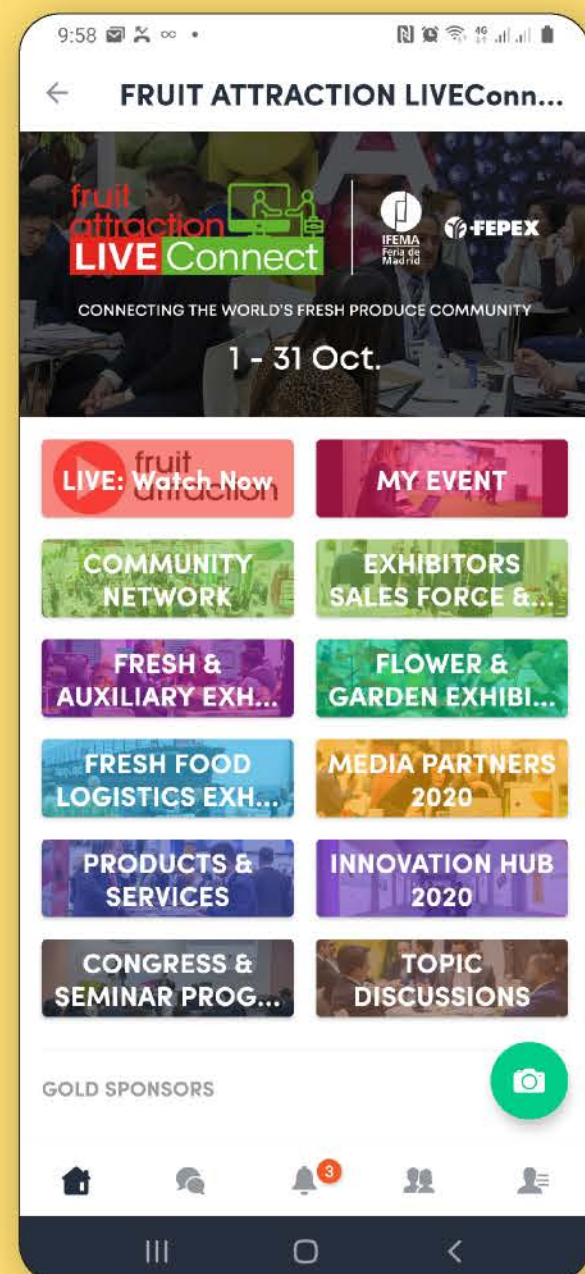 9:58
4G
FRUIT ATTRACTION LIVEConn...
fruit
attraction
LIVE Connect
IFEMA
Feria de
Madrid
FEPEX
CONNECTING THE WORLD'S FRESH PRODUCE COMMUNITY
1 - 31 Oct.
fruit
attraction
LIVE: Watch Now
MY EVENT
COMMUNITY
NETWORK
EXHIBITORS
SALES FORCE &...
FRESH &
AUXILIARY EXH...
FLOWER &
GARDEN EXHIBI...
FRESH FOOD
LOGISTICS EXH...
MEDIA PARTNERS
2020
PRODUCTS &
SERVICES
INNOVATION HUB
2020
CONGRESS &
SEMINAR PROG...
TOPIC
DISCUSSIONS
GOLD SPONSORS
3